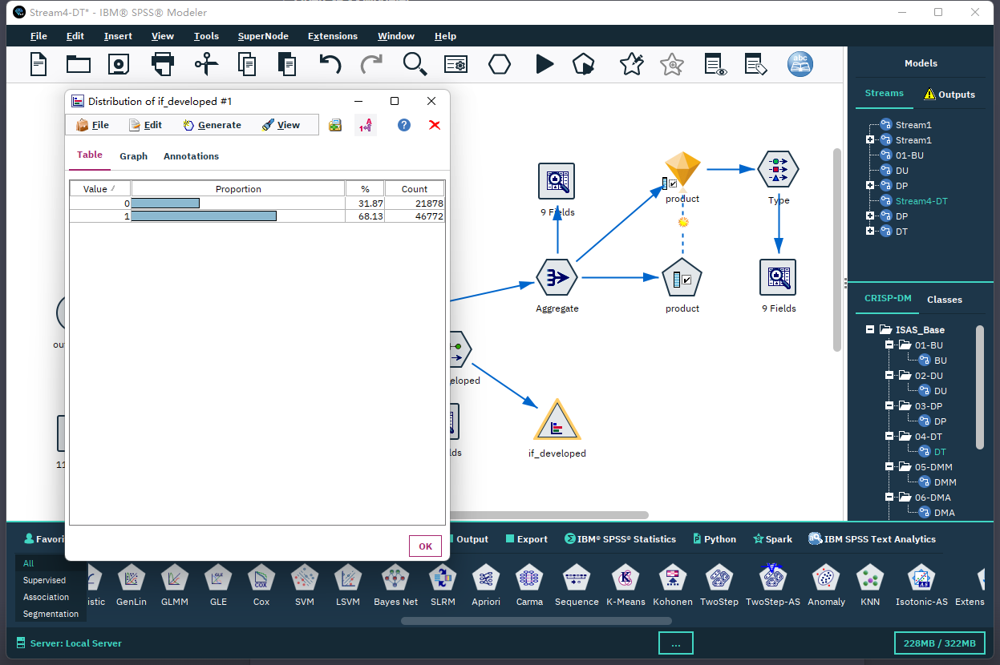 Stream4-DT* - IBM® SPSS® Modeler
File Edit Insert View Tools SuperNode Extensions Window Help
abc
Distribution of if_developed #1
File Edit Generate View
Table Graph Annotations
Value Proportion % Count
0 31.87 21878
1 68.13 46772
OK
9 Fields
product
Type
Aggregate
product
9 Fields
eloped
if_developed
lds
ou
11
Models
Streams Outputs
Stream1
Stream1
01-BU
DU
DP
Stream4-DT
DP
DT
CRISP-DM Classes
ISAS_Base
01-BU
BU
02-DU
DU
03-DP
DP
04-DT
DT
05-DMM
DMM
06-DMA
DMA
Favori Output Export IBM® SPSS® Statistics Python Spark IBM SPSS Text Analytics
All
Supervised
Association
Segmentation
istic GenLin GLMM GLE Cox SVM LSVM Bayes Net SLRM Apriori Carma Sequence K-Means Kohonen TwoStep TwoStep-AS Anomaly KNN Isotonic-AS Extens
Server: Local Server
...
228MB / 322MB